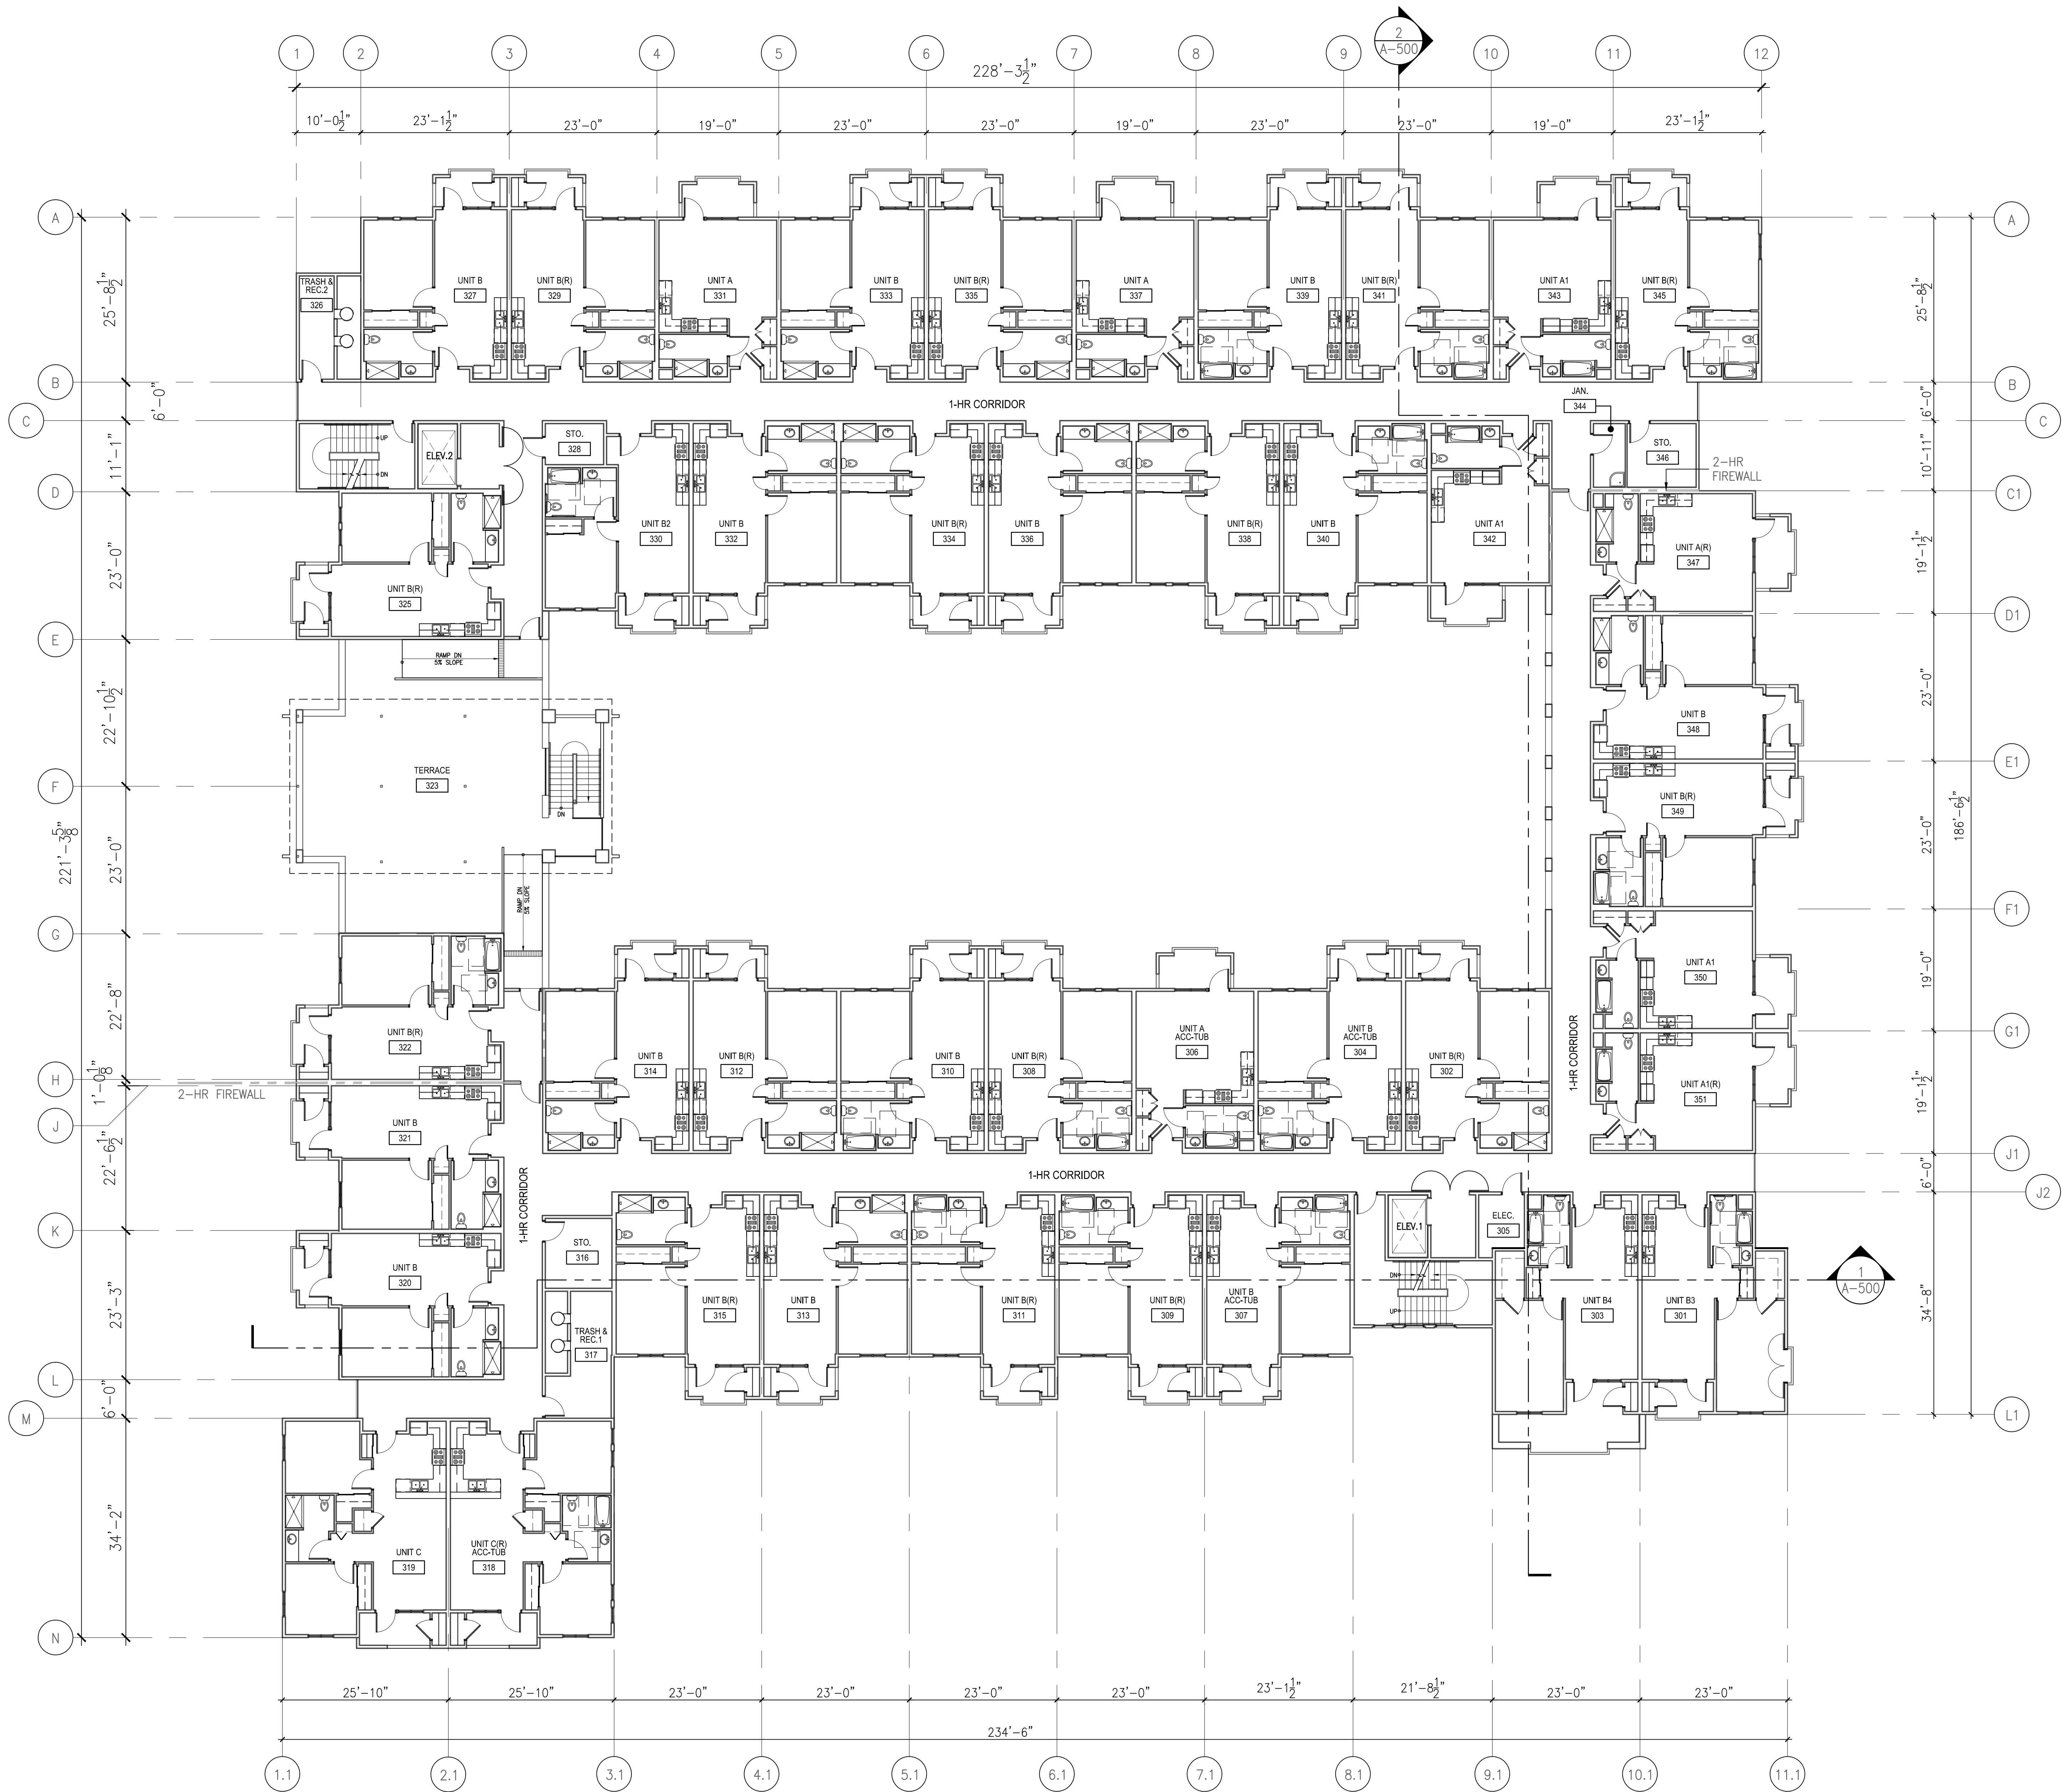 1 2 3 4 5 6 7 8 9 10 11 12
2
A-500
228'-3 1/2"
10'-0 1/2" 23'-1 1/2" 23'-0" 19'-0" 23'-0" 23'-0" 19'-0" 23'-0" 23'-0" 19'-0" 23'-1 1/2"
A
B
C
D
E
F
G
H
J
K
L
M
N
25'-8 1/2"
6'-0"
11'-1"
23'-0"
22'-10 1/2"
23'-0"
22'-8"
1'-0 1/8"
22'-6 1/2"
23'-3"
6'-0"
34'-2"
221'-3 5/8"
2-HR FIREWALL
TRASH &
REC.2
326
UNIT B
327
UNIT B(R)
329
UNIT A
331
UNIT B
333
UNIT B(R)
335
UNIT A
337
UNIT B
339
UNIT B(R)
341
UNIT A1
343
UNIT B(R)
345
1-HR CORRIDOR
JAN.
344
UP
DN
ELEV.2
STO.
328
STO.
346
2-HR
FIREWALL
UNIT B(R)
325
UNIT B2
330
UNIT B
332
UNIT B(R)
334
UNIT B
336
UNIT B(R)
338
UNIT B
340
UNIT A1
342
UNIT A(R)
347
RAMP DN
5% SLOPE
TERRACE
323
DN
RAMP DN
5% SLOPE
UNIT B
348
UNIT B(R)
349
UNIT A1
350
UNIT A1(R)
351
1-HR CORRIDOR
UNIT B(R)
322
UNIT B
321
UNIT B
320
1-HR CORRIDOR
UNIT B
314
UNIT B(R)
312
UNIT B
310
UNIT B(R)
308
UNIT A
ACC-TUB
306
UNIT B
ACC-TUB
304
UNIT B(R)
302
1-HR CORRIDOR
STO.
316
TRASH &
REC.1
317
UNIT B(R)
315
UNIT B
313
UNIT B(R)
311
UNIT B(R)
309
UNIT B
ACC-TUB
307
ELEV.1
ELEC.
305
DN
UP
UNIT B4
303
UNIT B3
301
1
A-500
UNIT C
319
UNIT C(R)
ACC-TUB
318
A
B
C
C1
D1
E1
F1
G1
J1
J2
L1
25'-8 1/2"
6'-0"
10'-11"
19'-1 1/2"
23'-0"
23'-0"
19'-0"
19'-1 1/2"
6'-0"
34'-8"
186'-6 1/2"
25'-10" 25'-10" 23'-0" 23'-0" 23'-0" 23'-0" 23'-1 1/2" 21'-8 1/2" 23'-0" 23'-0"
234'-6"
1.1 2.1 3.1 4.1 5.1 6.1 7.1 8.1 9.1 10.1 11.1